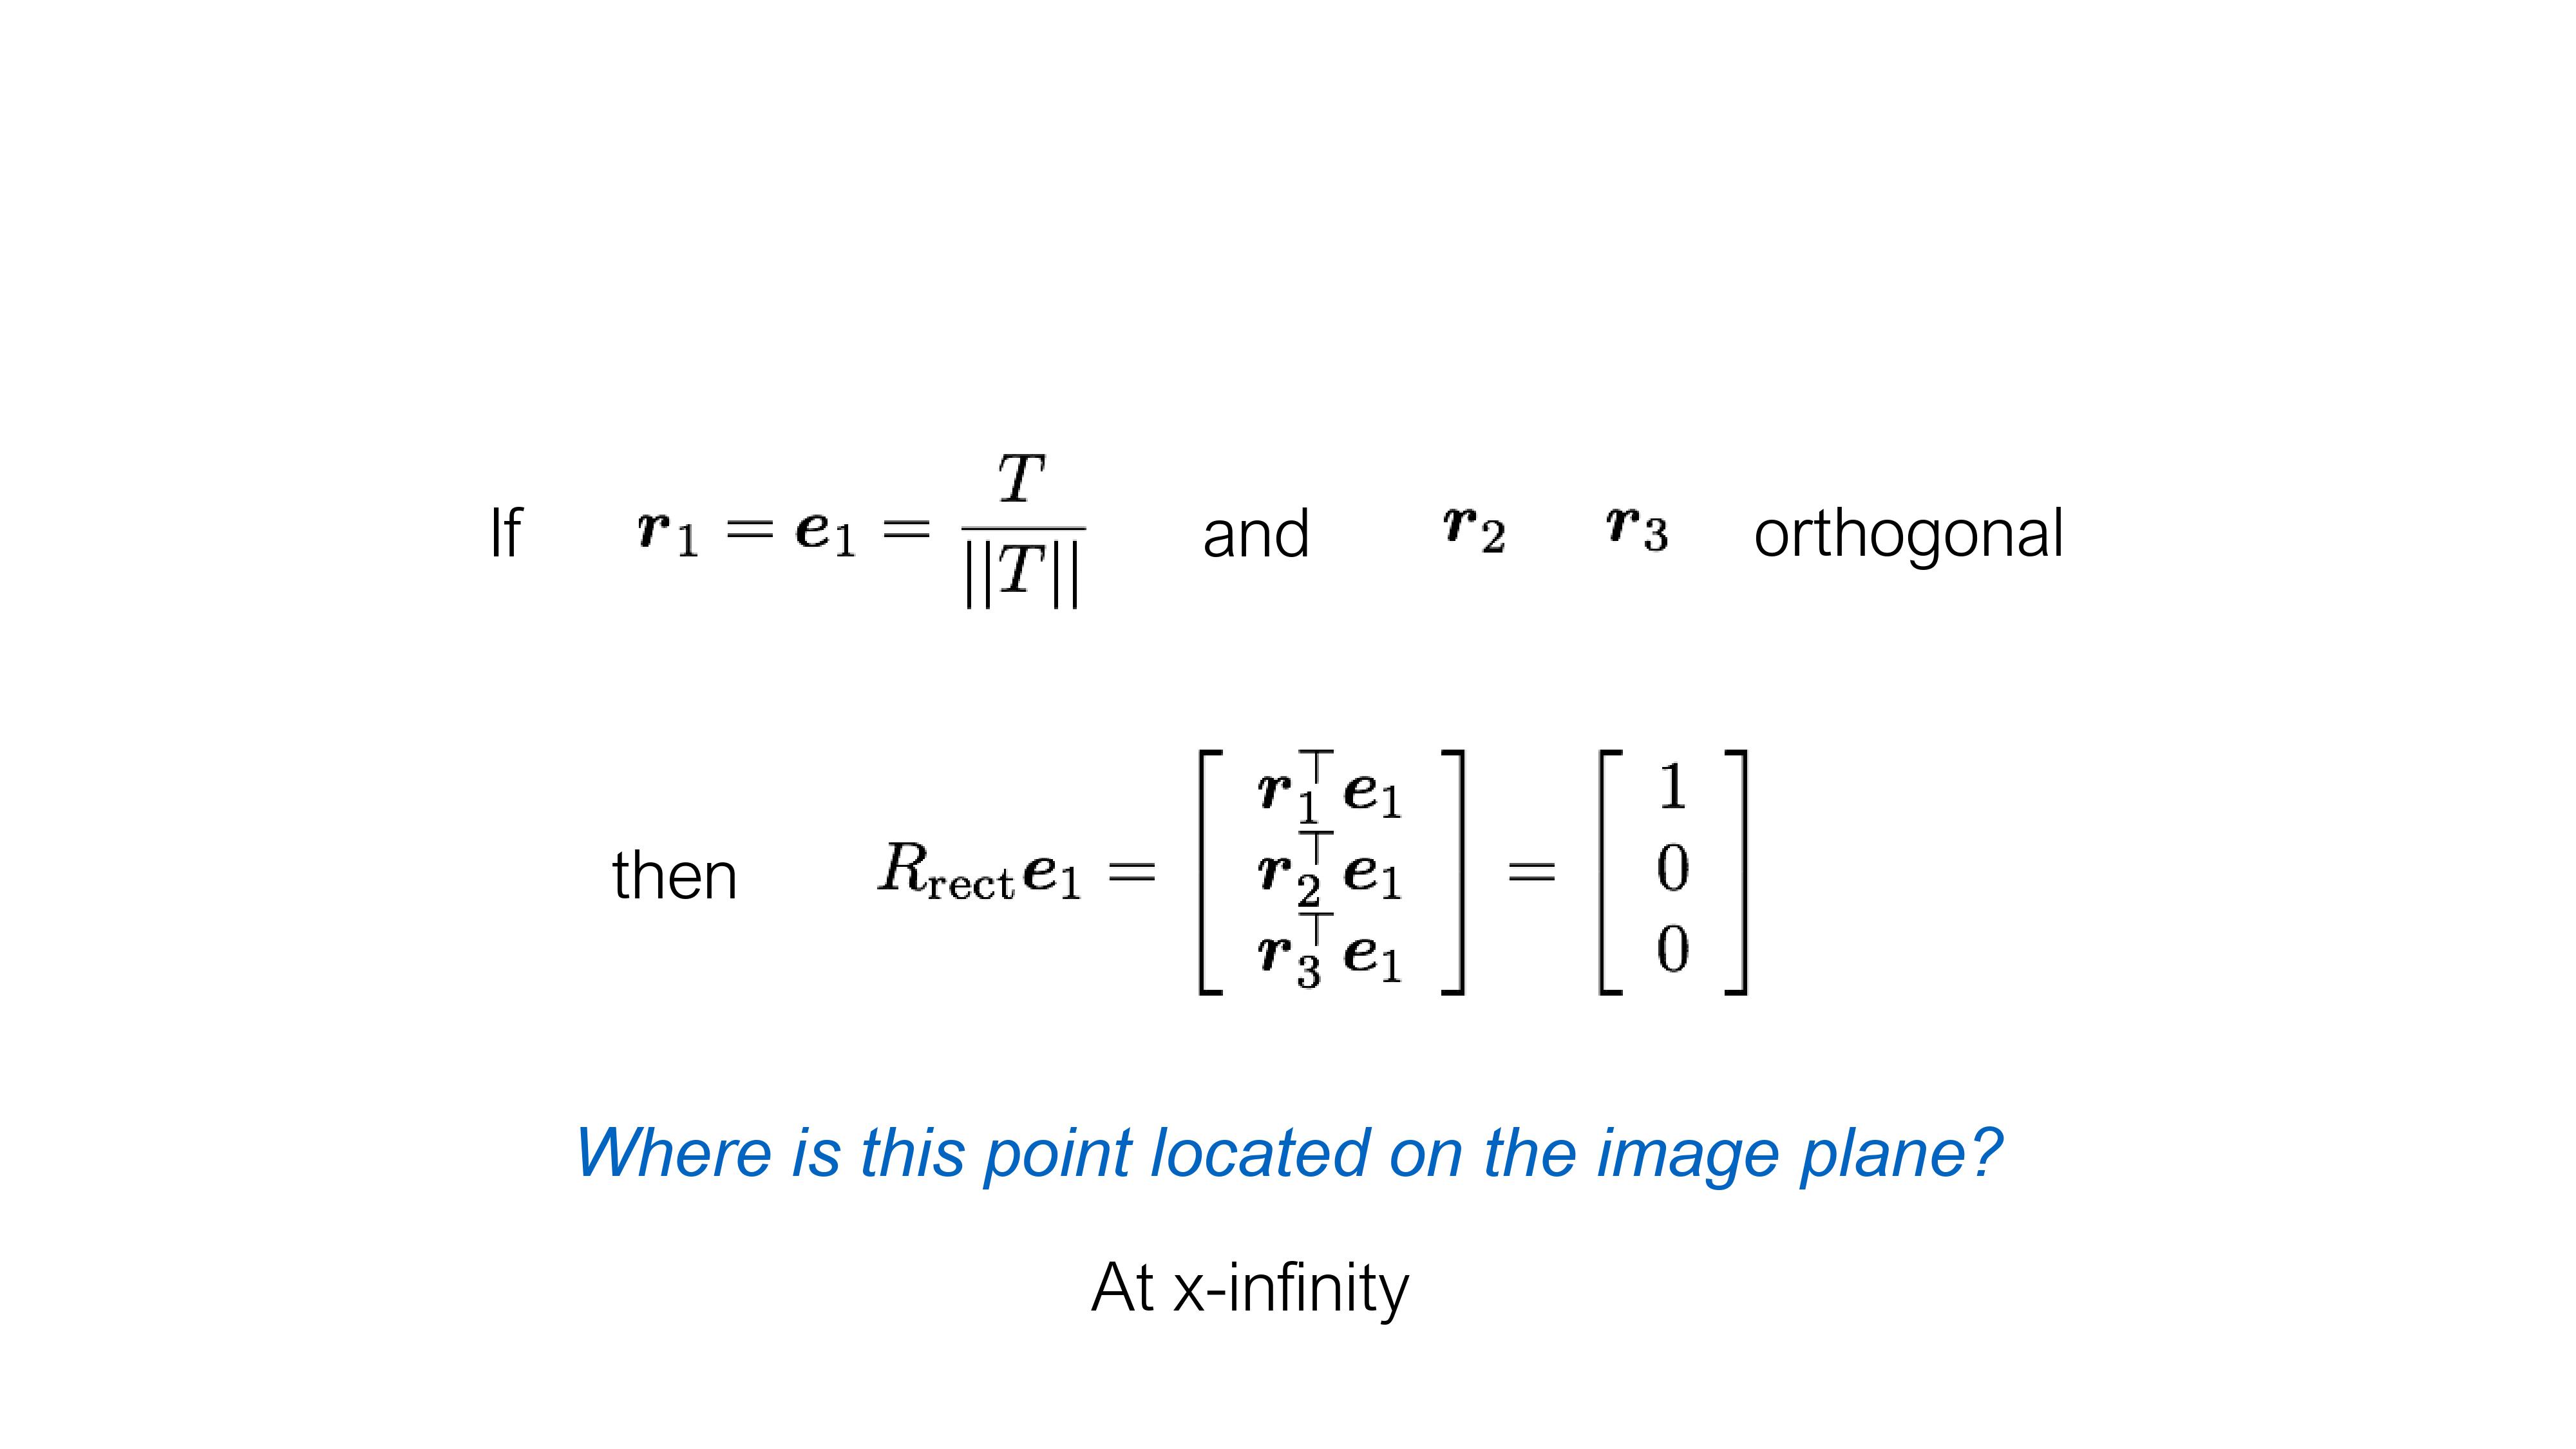 If $\boldsymbol{r}_1 = \boldsymbol{e}_1 = \frac{T}{||T||}$ and $\boldsymbol{r}_2$ $\boldsymbol{r}_3$ orthogonal
then $R_{\mathrm{rect}}\boldsymbol{e}_1 = \begin{bmatrix} \boldsymbol{r}_1^\top \boldsymbol{e}_1 \\ \boldsymbol{r}_2^\top \boldsymbol{e}_1 \\ \boldsymbol{r}_3^\top \boldsymbol{e}_1 \end{bmatrix} = \begin{bmatrix} 1 \\ 0 \\ 0 \end{bmatrix}$
Where is this point located on the image plane?
At x-infinity